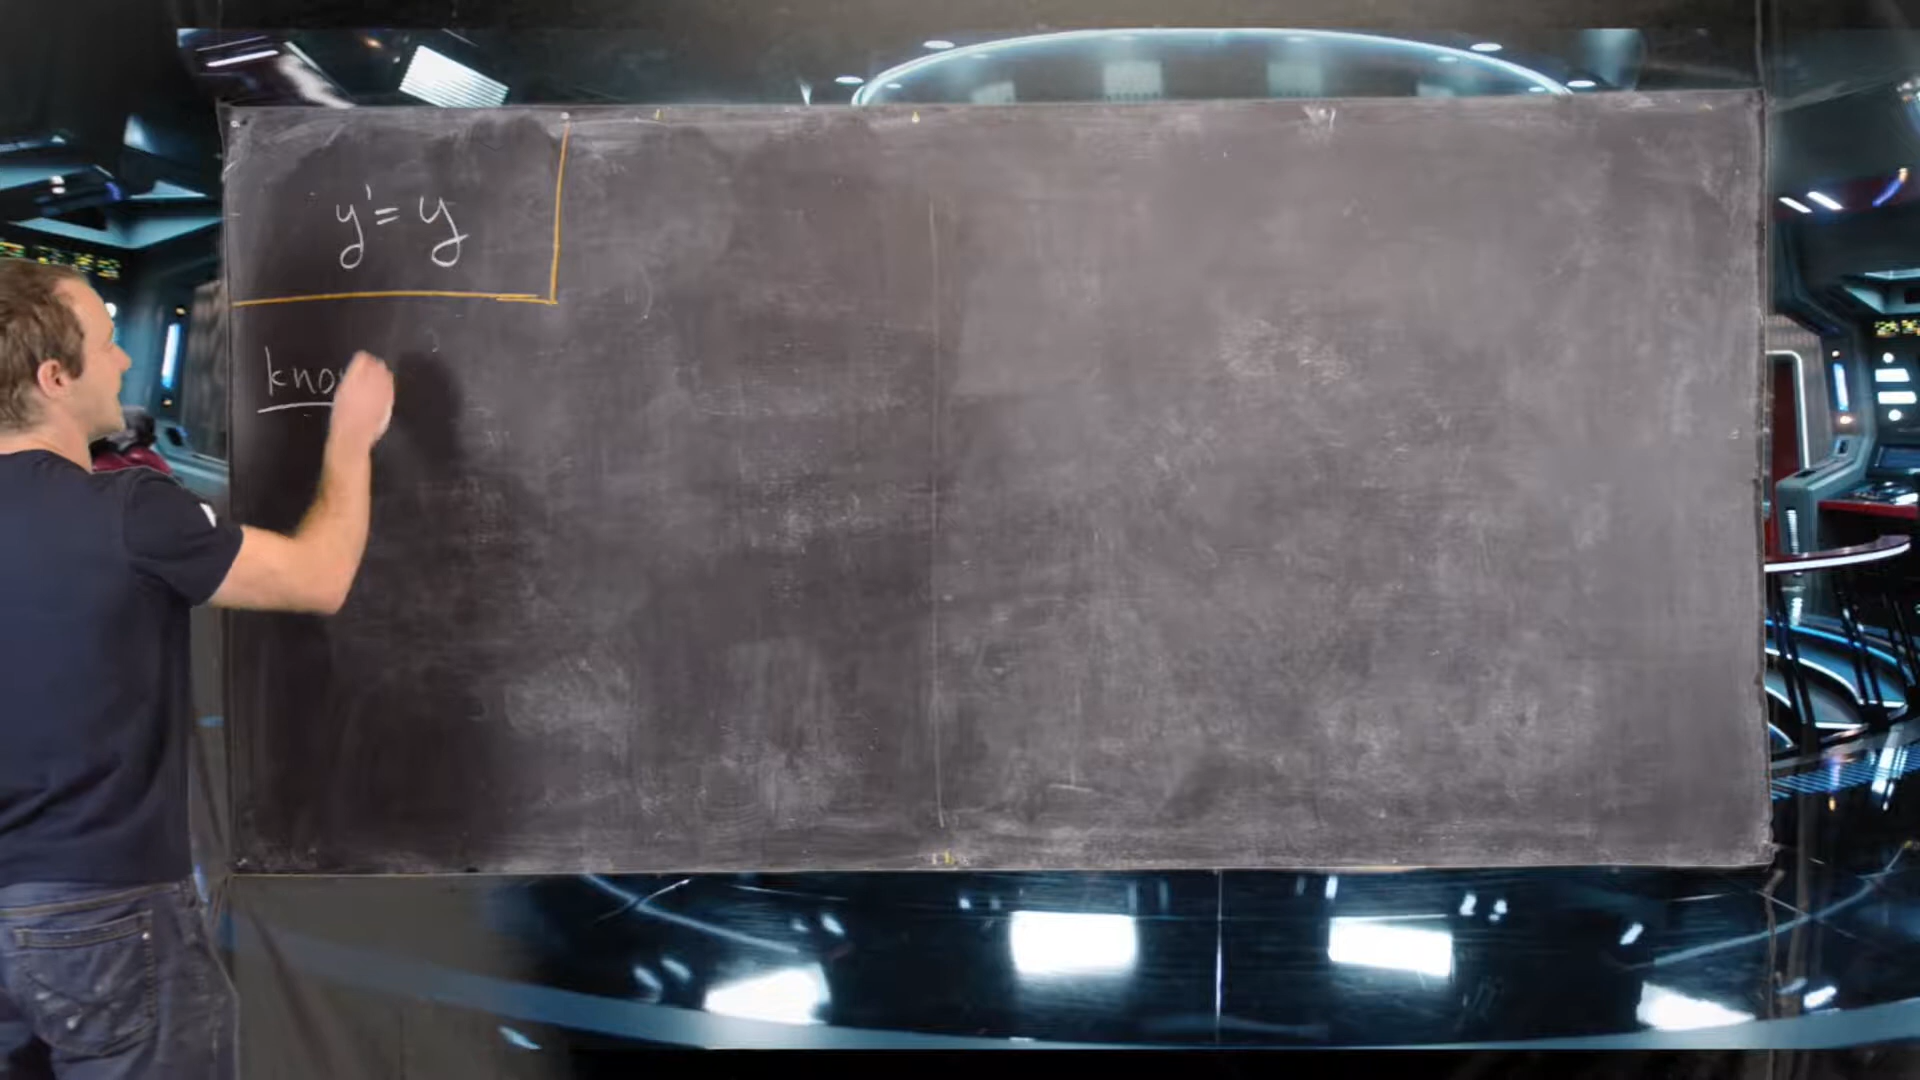 y' = y
kno